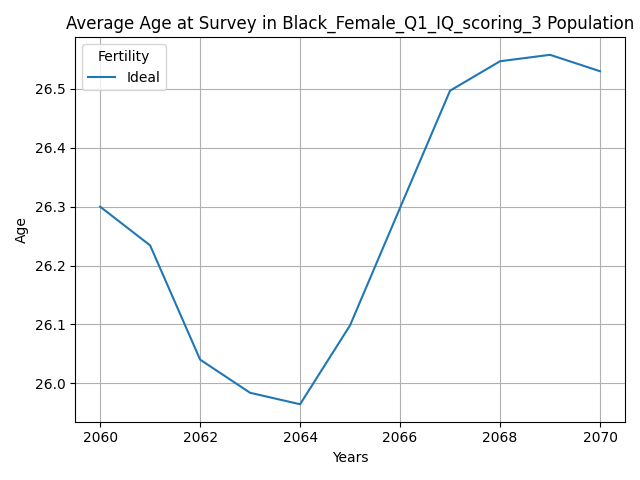 Average Age at Survey in Black_Female_Q1_IQ_scoring_3 Population
Fertility
Ideal
26.5
26.4
26.3
26.2
26.1
26.0
Age
2060 2062 2064 2066 2068 2070
Years